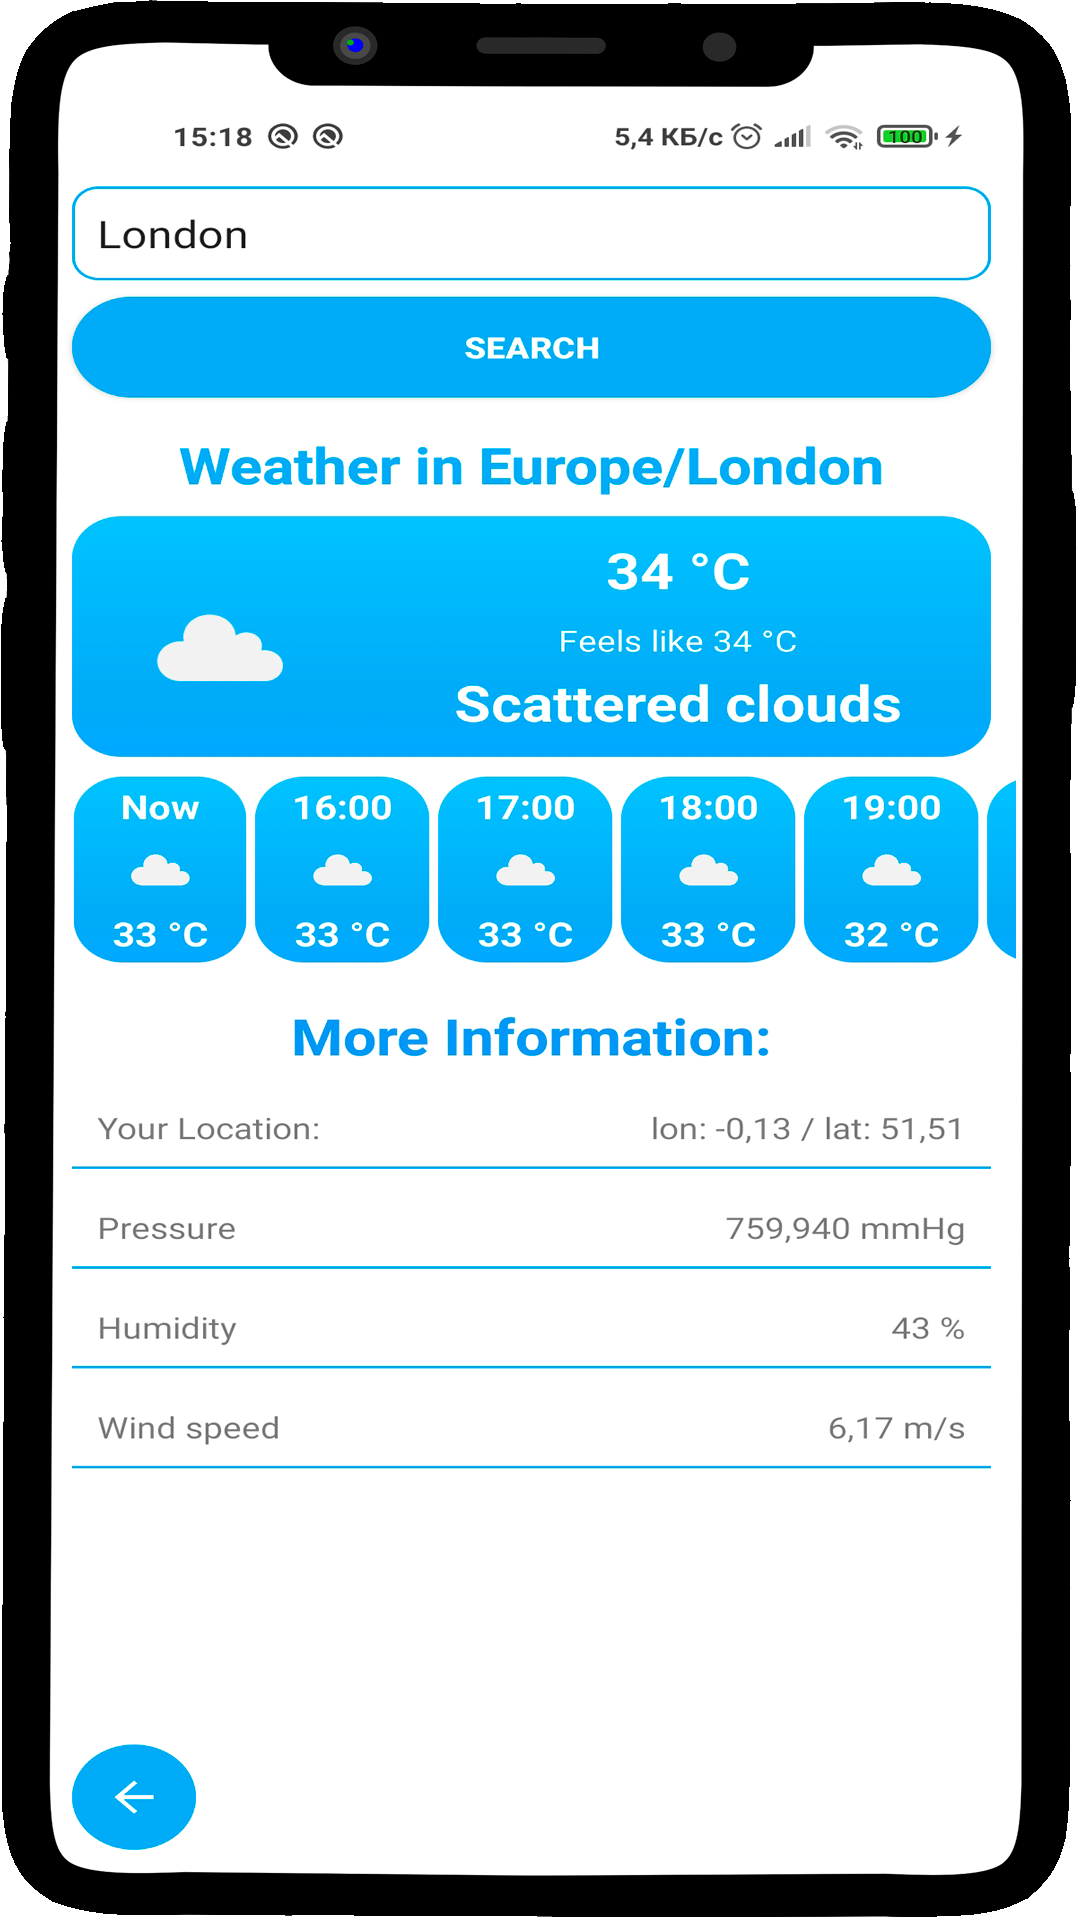 15:18 5,4 КБ/с 100
London
SEARCH
Weather in Europe/London
34 °C
Feels like 34 °C
Scattered clouds
Now 16:00 17:00 18:00 19:00
33 °C 33 °C 33 °C 33 °C 32 °C
More Information:
Your Location: lon: -0,13 / lat: 51,51
Pressure 759,940 mmHg
Humidity 43 %
Wind speed 6,17 m/s